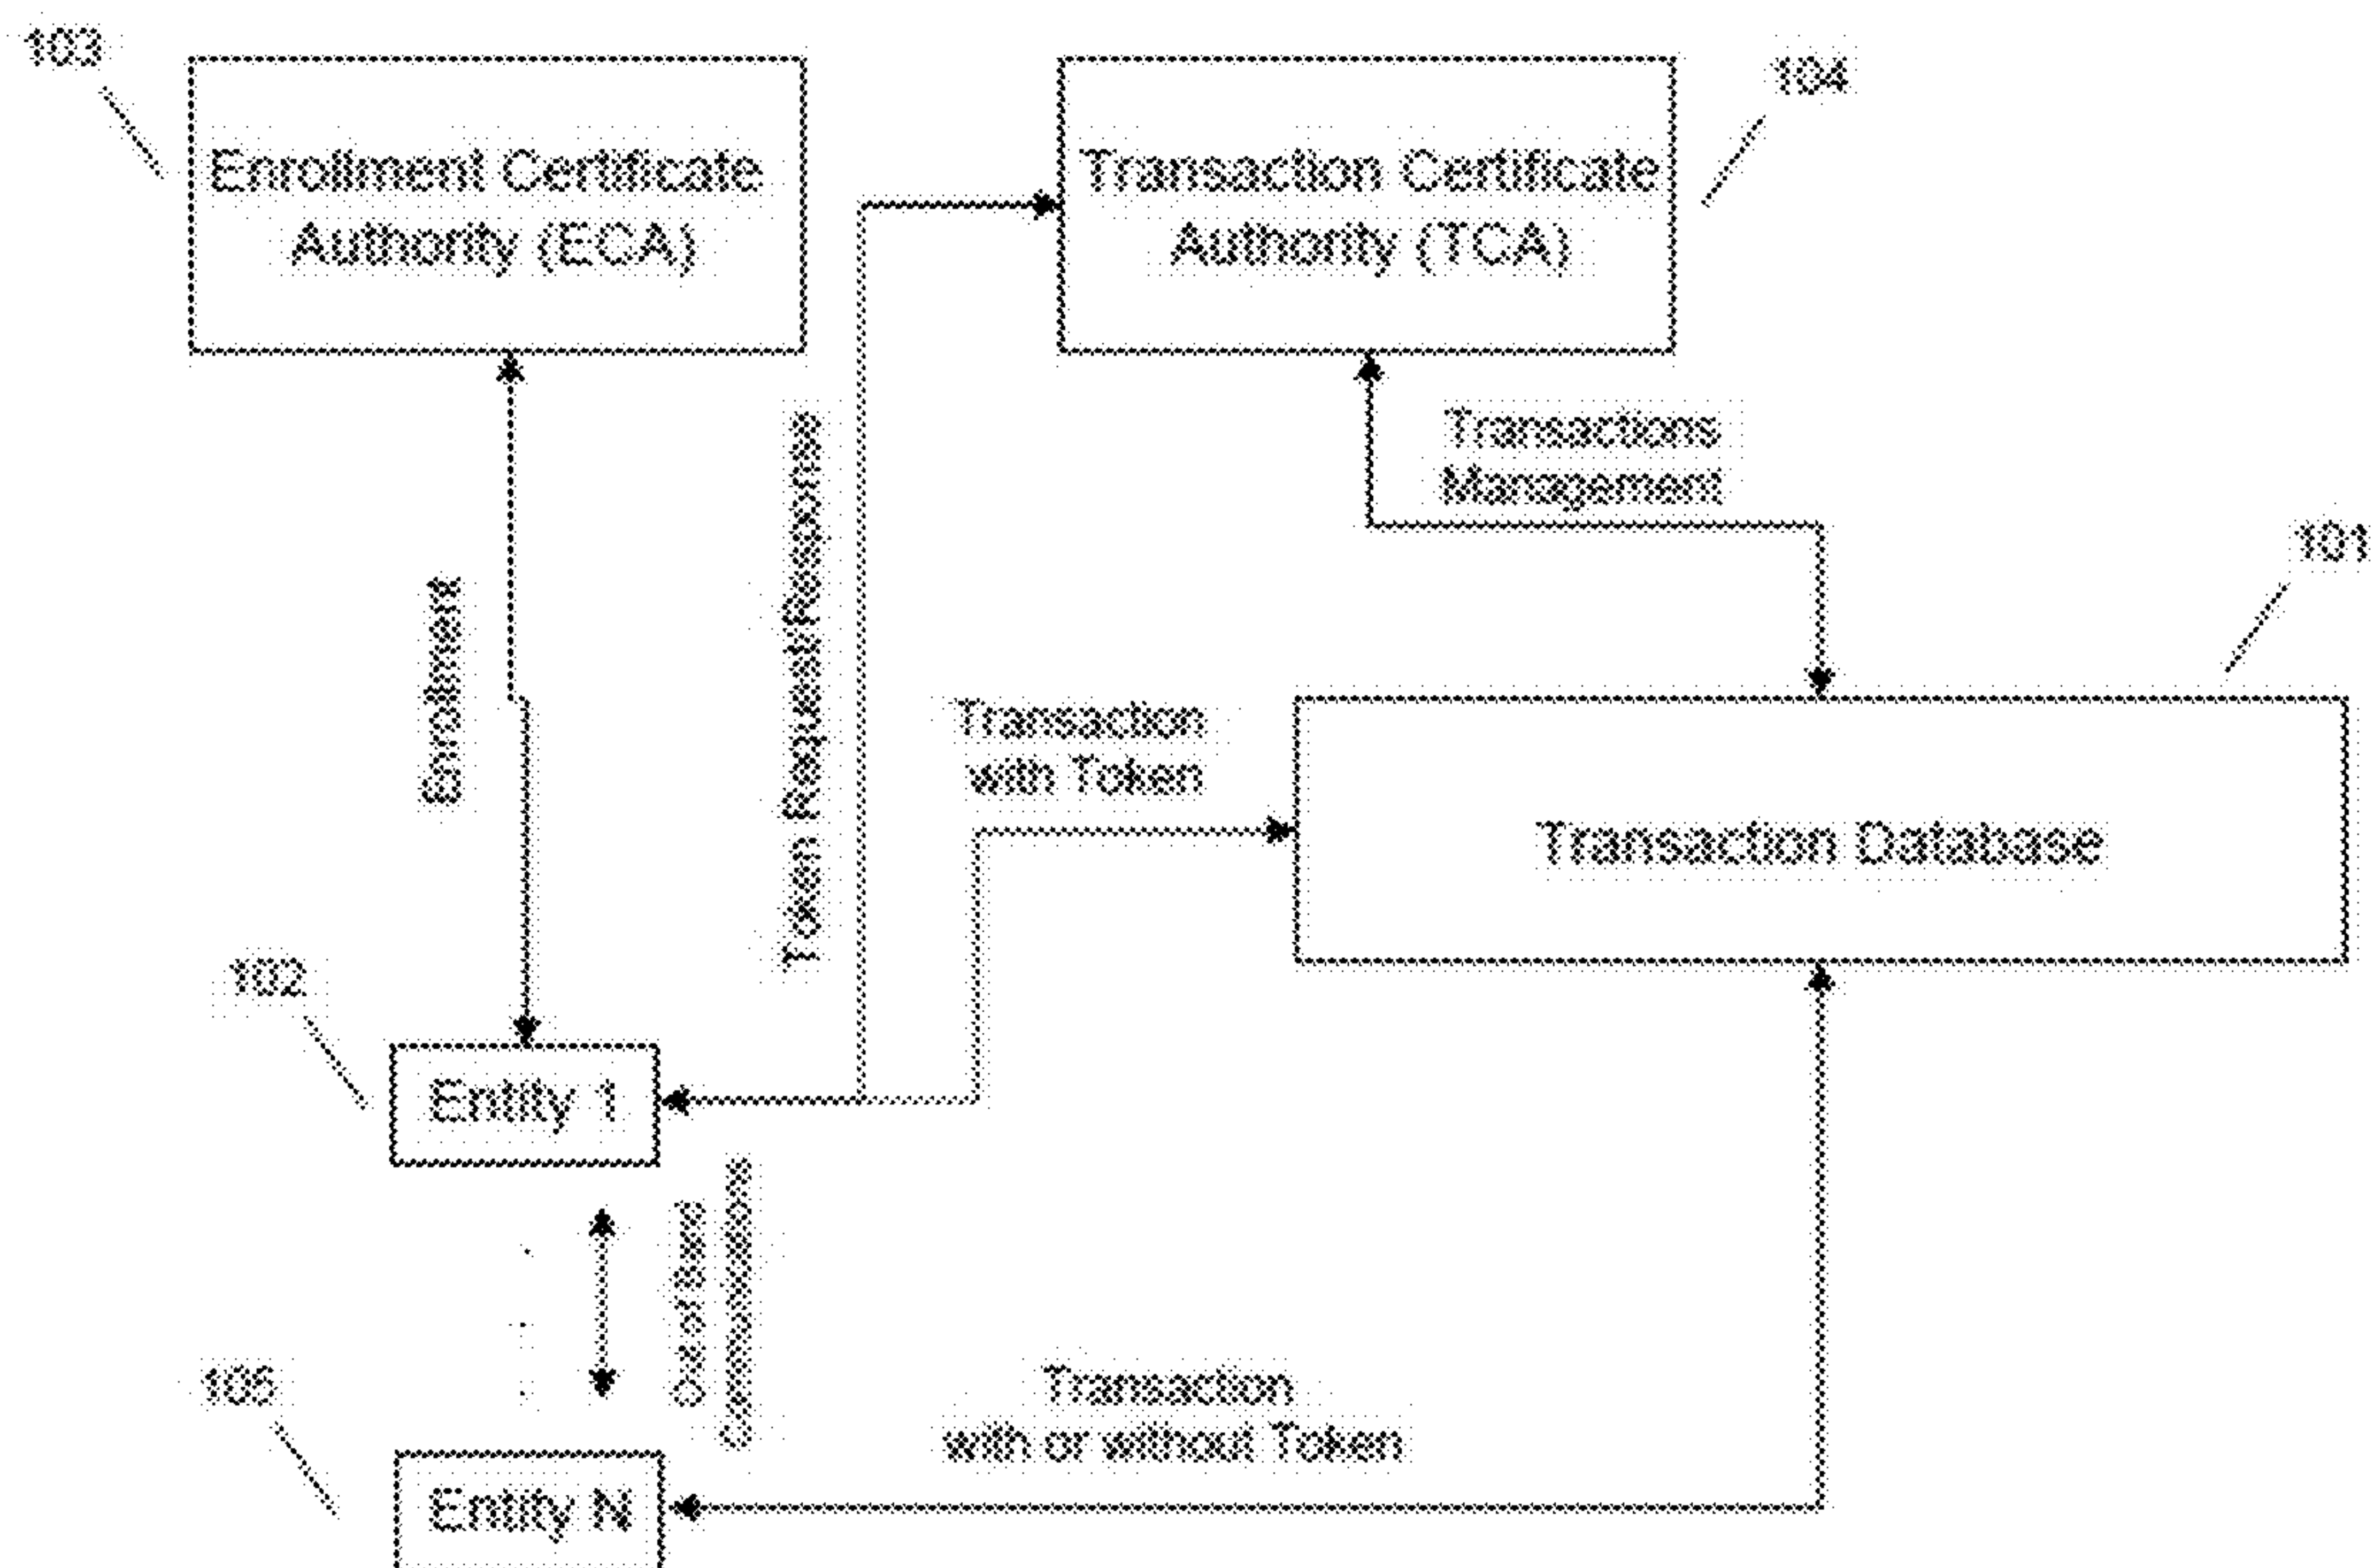 103
104
Enrollment Certificate
Authority (ECA)
Transaction Certificate
Authority (TCA)
Transactions
Management
101
Enrollment
Token Request/Response
Transaction
with Token
Transaction Database
102
Entity 1
Communication
105
Transaction
with or without Token
Entity N